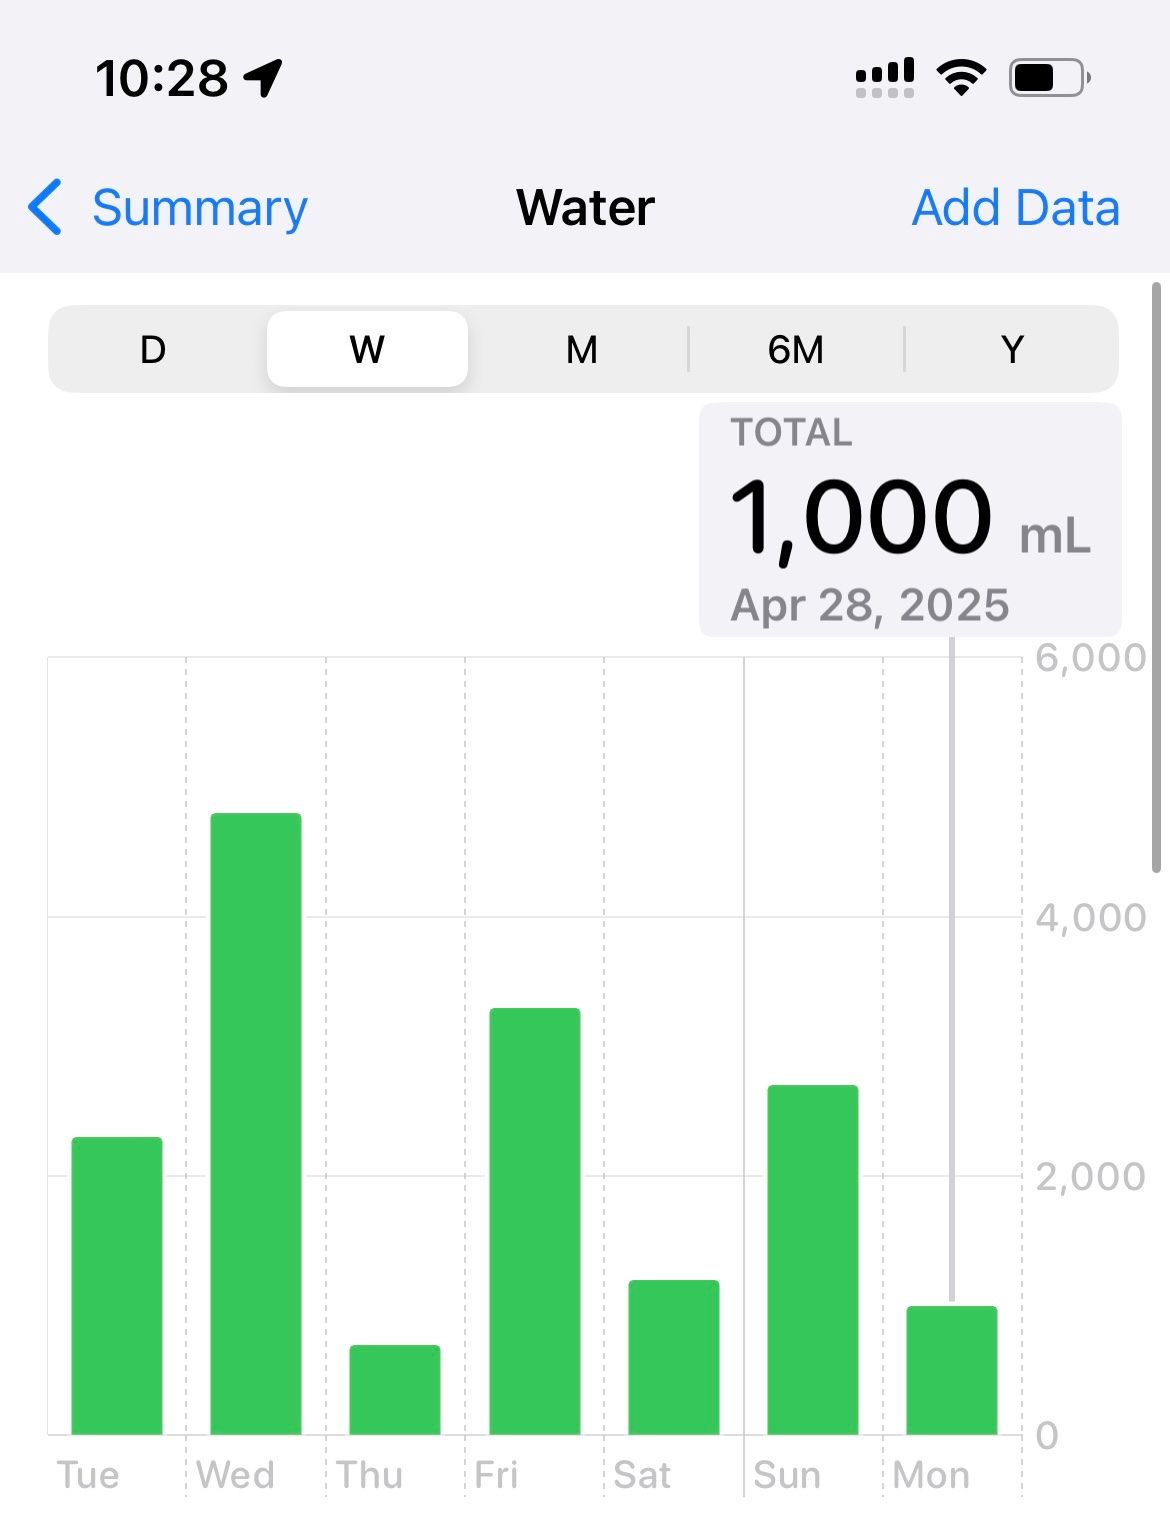 10:28
Summary Water Add Data
D W M 6M Y
TOTAL
1,000 mL
Apr 28, 2025
6,000
4,000
2,000
0
Tue Wed Thu Fri Sat Sun Mon